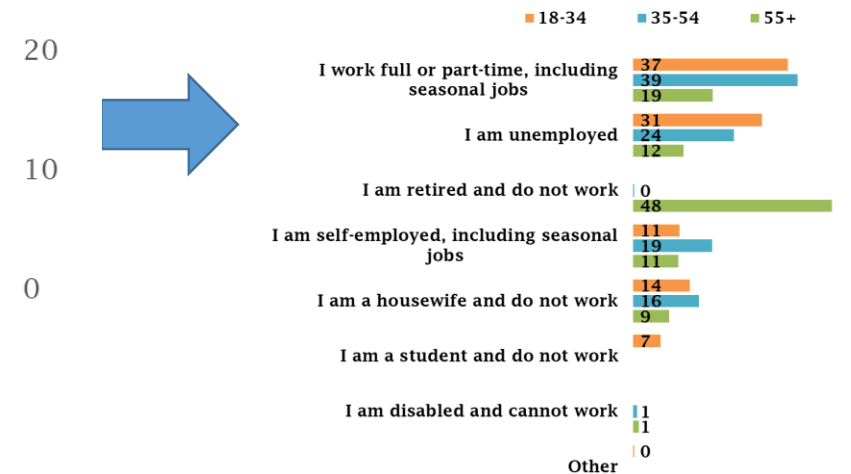 18-34 35-54 55+
20
10
0
I work full or part-time, including
seasonal jobs
37
39
19
I am unemployed
31
24
12
I am retired and do not work
0
48
I am self-employed, including seasonal
jobs
11
19
11
I am a housewife and do not work
14
16
9
I am a student and do not work
7
I am disabled and cannot work
1
1
Other
0